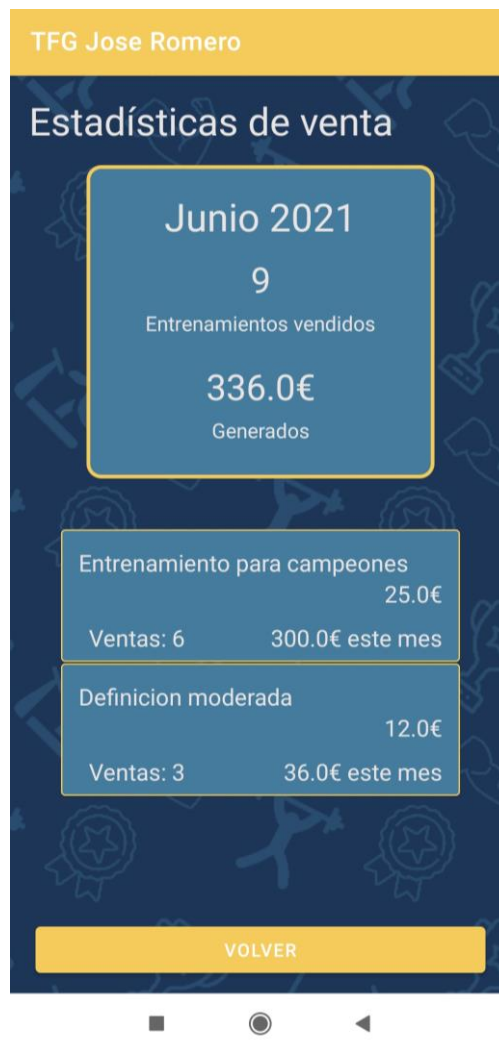 TFG Jose Romero
Estadísticas de venta
Junio 2021
9
Entrenamientos vendidos
336.0€
Generados
Entrenamiento para campeones
25.0€
Ventas: 6 300.0€ este mes
Definicion moderada
12.0€
Ventas: 3 36.0€ este mes
VOLVER